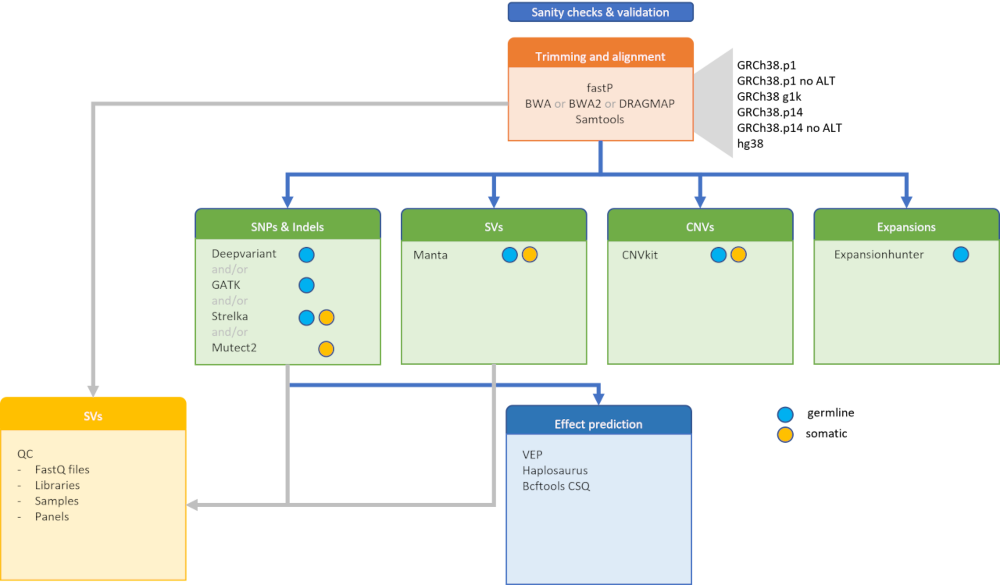 Sanity checks & validation
Trimming and alignment
fastP
BWA or BWA2 or DRAGMAP
Samtools
GRCh38.p1
GRCh38.p1 no ALT
GRCh38 g1k
GRCh38.p14
GRCh38.p14 no ALT
hg38
SNPs & Indels
Deepvariant
and/or
GATK
and/or
Strelka
and/or
Mutect2
SVs
Manta
CNVs
CNVkit
Expansions
Expansionhunter
SVs
QC
- FastQ files
- Libraries
- Samples
- Panels
Effect prediction
VEP
Haplosaurus
Bcftools CSQ
germline
somatic